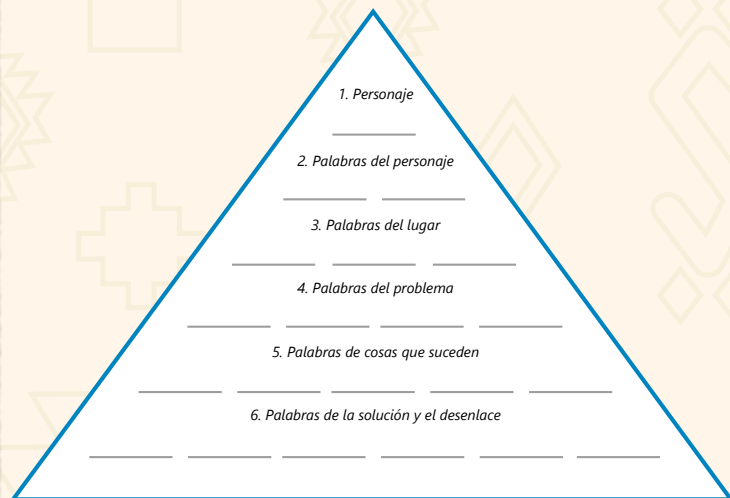 1. Personaje
2. Palabras del personaje
3. Palabras del lugar
4. Palabras del problema
5. Palabras de cosas que suceden
6. Palabras de la solución y el desenlace